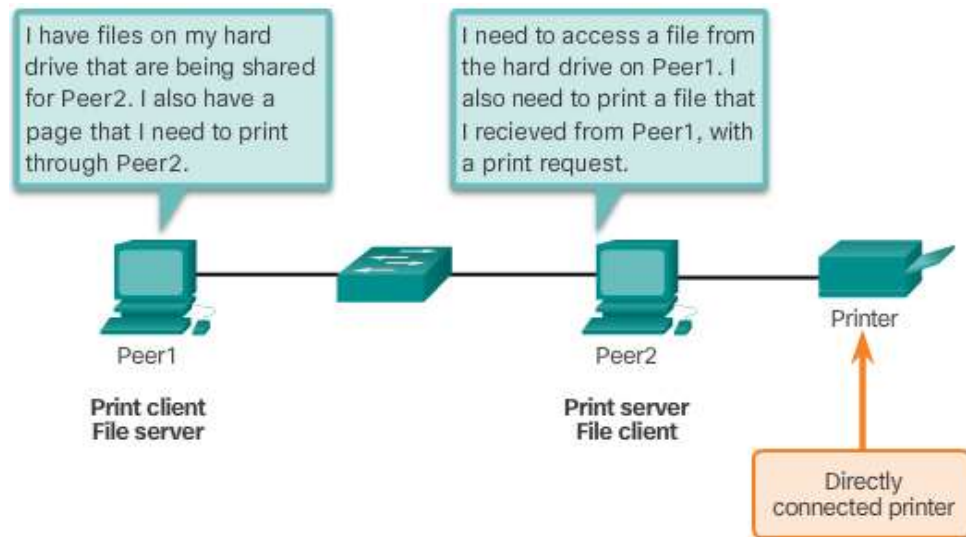 I have files on my hard
drive that are being shared
for Peer2. I also have a
page that I need to print
through Peer2.
I need to access a file from
the hard drive on Peer1. I
also need to print a file that
I recieved from Peer1, with
a print request.
Peer1
Peer2
Printer
Print client
File server
Print server
File client
Directly
connected printer